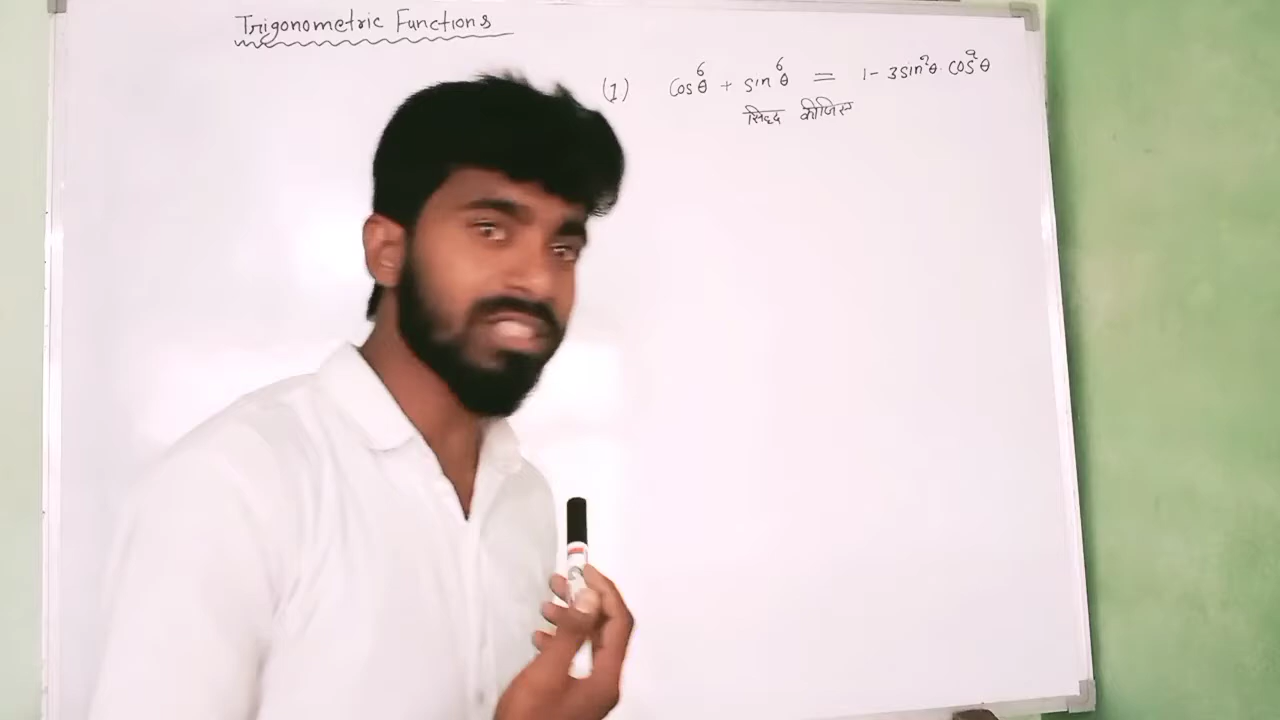 Trigonometric Functions
(1) cos⁶θ + sin⁶θ = 1 - 3sin²θ. cos²θ
सिद्ध कीजिए